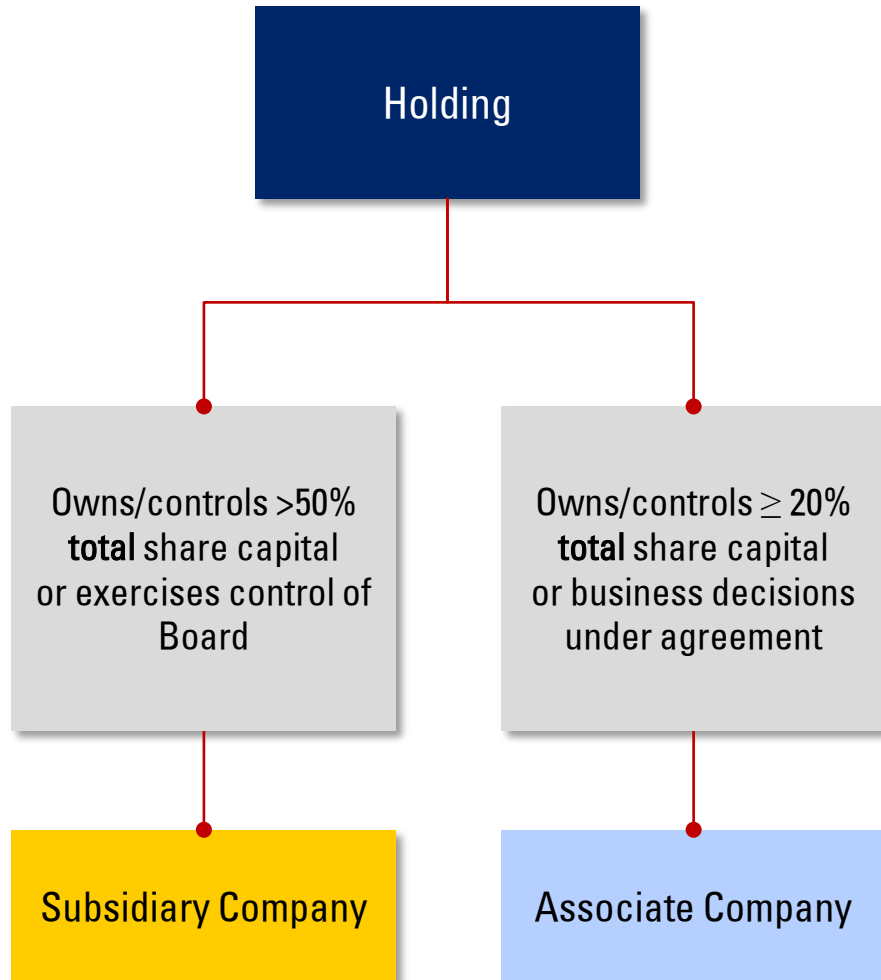 Holding
Owns/controls >50%
total share capital
or exercises control of
Board
Owns/controls ≥ 20%
total share capital
or business decisions
under agreement
Subsidiary Company
Associate Company